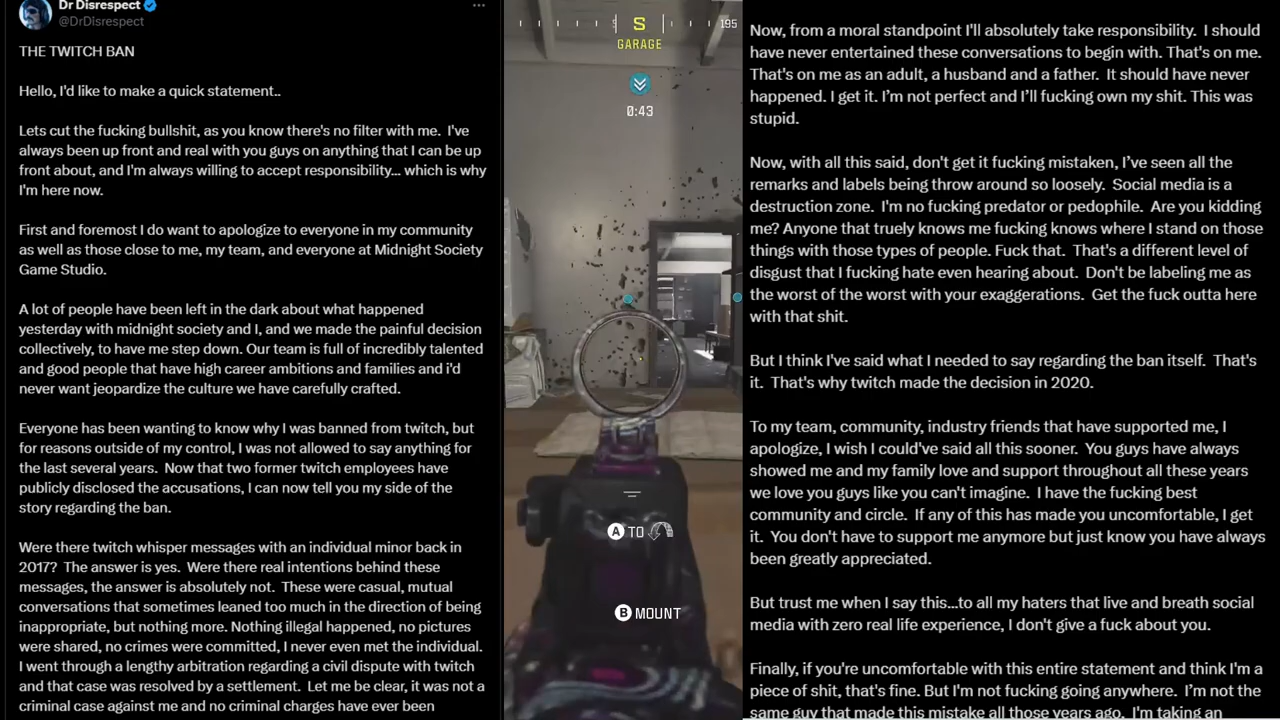 Dr Disrespect
@DrDisrespect
THE TWITCH BAN
Hello, I'd like to make a quick statement..
Lets cut the fucking bullshit, as you know there's no filter with me. I've
always been up front and real with you guys on anything that I can be up
front about, and I'm always willing to accept responsibility... which is why
I'm here now.
First and foremost I do want to apologize to everyone in my community
as well as those close to me, my team, and everyone at Midnight Society
Game Studio.
A lot of people have been left in the dark about what happened
yesterday with midnight society and I, and we made the painful decision
collectively, to have me step down. Our team is full of incredibly talented
and good people that have high career ambitions and families and i'd
never want jeopardize the culture we have carefully crafted.
Everyone has been wanting to know why I was banned from twitch, but
for reasons outside of my control, I was not allowed to say anything for
the last several years. Now that two former twitch employees have
publicly disclosed the accusations, I can now tell you my side of the
story regarding the ban.
Were there twitch whisper messages with an individual minor back in
2017? The answer is yes. Were there real intentions behind these
messages, the answer is absolutely not. These were casual, mutual
conversations that sometimes leaned too much in the direction of being
inappropriate, but nothing more. Nothing illegal happened, no pictures
were shared, no crimes were committed, I never even met the individual.
I went through a lengthy arbitration regarding a civil dispute with twitch
and that case was resolved by a settlement. Let me be clear, it was not a
criminal case against me and no criminal charges have ever been
S
195
GARAGE
0:43
A TO
B MOUNT
Now, from a moral standpoint I'll absolutely take responsibility. I should
have never entertained these conversations to begin with. That's on me.
That's on me as an adult, a husband and a father. It should have never
happened. I get it. I'm not perfect and I'll fucking own my shit. This was
stupid.
Now, with all this said, don't get it fucking mistaken, I've seen all the
remarks and labels being throw around so loosely. Social media is a
destruction zone. I'm no fucking predator or pedophile. Are you kidding
me? Anyone that truely knows me fucking knows where I stand on those
things with those types of people. Fuck that. That's a different level of
disgust that I fucking hate even hearing about. Don't be labeling me as
the worst of the worst with your exaggerations. Get the fuck outta here
with that shit.
But I think I've said what I needed to say regarding the ban itself. That's
it. That's why twitch made the decision in 2020.
To my team, community, industry friends that have supported me, I
apologize, I wish I could've said all this sooner. You guys have always
showed me and my family love and support throughout all these years
we love you guys like you can't imagine. I have the fucking best
community and circle. If any of this has made you uncomfortable, I get
it. You don't have to support me anymore but just know you have always
been greatly appreciated.
But trust me when I say this...to all my haters that live and breath social
media with zero real life experience, I don't give a fuck about you.
Finally, if you're uncomfortable with this entire statement and think I'm a
piece of shit, that's fine. But I'm not fucking going anywhere. I'm not the
same guy that made this mistake all those years ago. I'm taking an